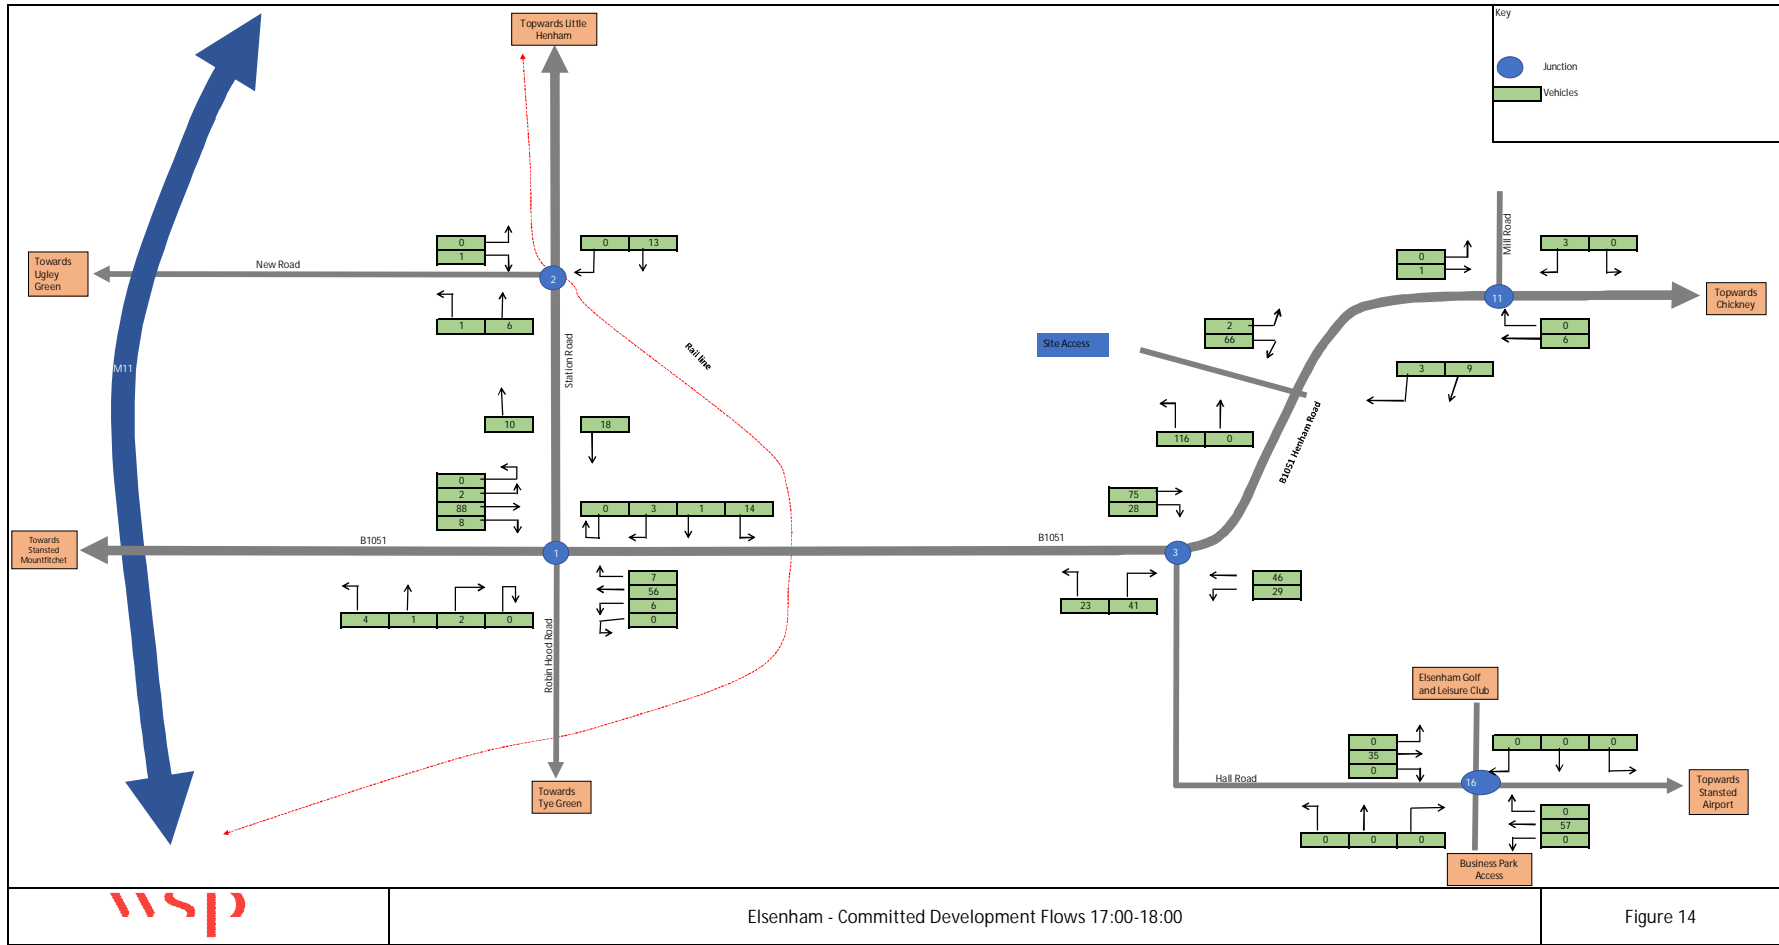 Key
Junction
Vehicles
Topwards Little
Henham
Towards
Ugley
Green
New Road
0
1
0 13
2
1 6
Station Road
Rail line
M11
10
18
0
2
88
8
0 3 1 14
Towards
Stansted
Mountfitchet
B1051
1
B1051
4 1 2 0
7
56
6
0
Robin Hood Road
Towards
Tye Green
Site Access
2
66
116 0
B1051 Henham Road
75
28
3
23 41
46
29
Mill Road
0
1
3 0
11
Topwards
Chickney
0
6
3 9
Elsenham Golf
and Leisure Club
0
35
0
0 0 0
Hall Road
16
Topwards
Stansted
Airport
0 0 0
0
57
0
Business Park
Access
wsp
Elsenham - Committed Development Flows 17:00-18:00
Figure 14